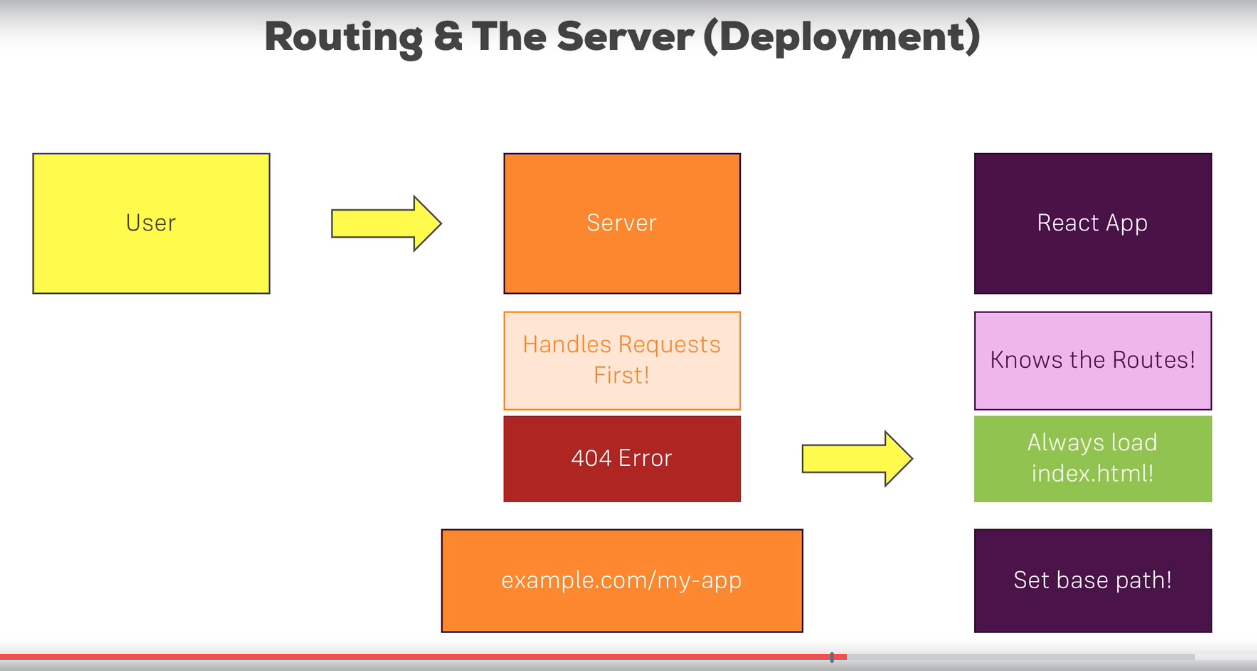 Routing & The Server (Deployment)
User
Server
React App
Handles Requests
First!
Knows the Routes!
404 Error
Always load
index.html!
example.com/my-app
Set base path!